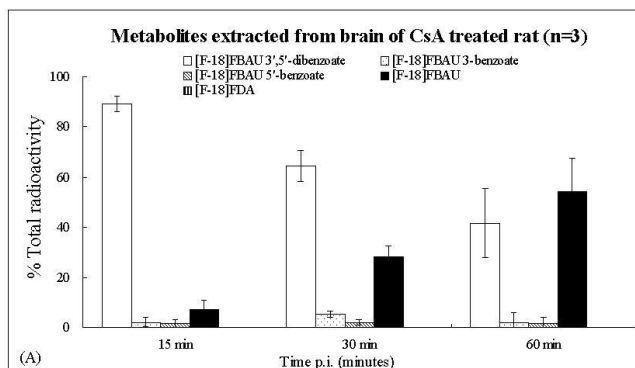 Metabolites extracted from brain of CsA treated rat (n=3)
[F-18]FBAU 3',5'-dibenzoate [F-18]FBAU 3-benzoate
[F-18]FBAU 5'-benzoate [F-18]FBAU
[F-18]FDA
100
80
60
40
20
0
% Total radioactivity
15 min 30 min 60 min
Time p.i. (minutes)
(A)